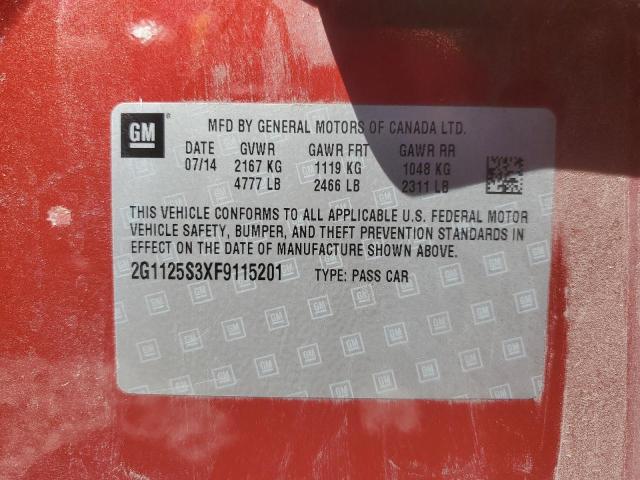 GM
MFD BY GENERAL MOTORS OF CANADA LTD.
DATE GVWR GAWR FRT GAWR RR
07/14 2167 KG 1119 KG 1048 KG
4777 LB 2466 LB 2311 LB
THIS VEHICLE CONFORMS TO ALL APPLICABLE U.S. FEDERAL MOTOR
VEHICLE SAFETY, BUMPER, AND THEFT PREVENTION STANDARDS IN
EFFECT ON THE DATE OF MANUFACTURE SHOWN ABOVE.
2G1125S3XF9115201 TYPE: PASS CAR